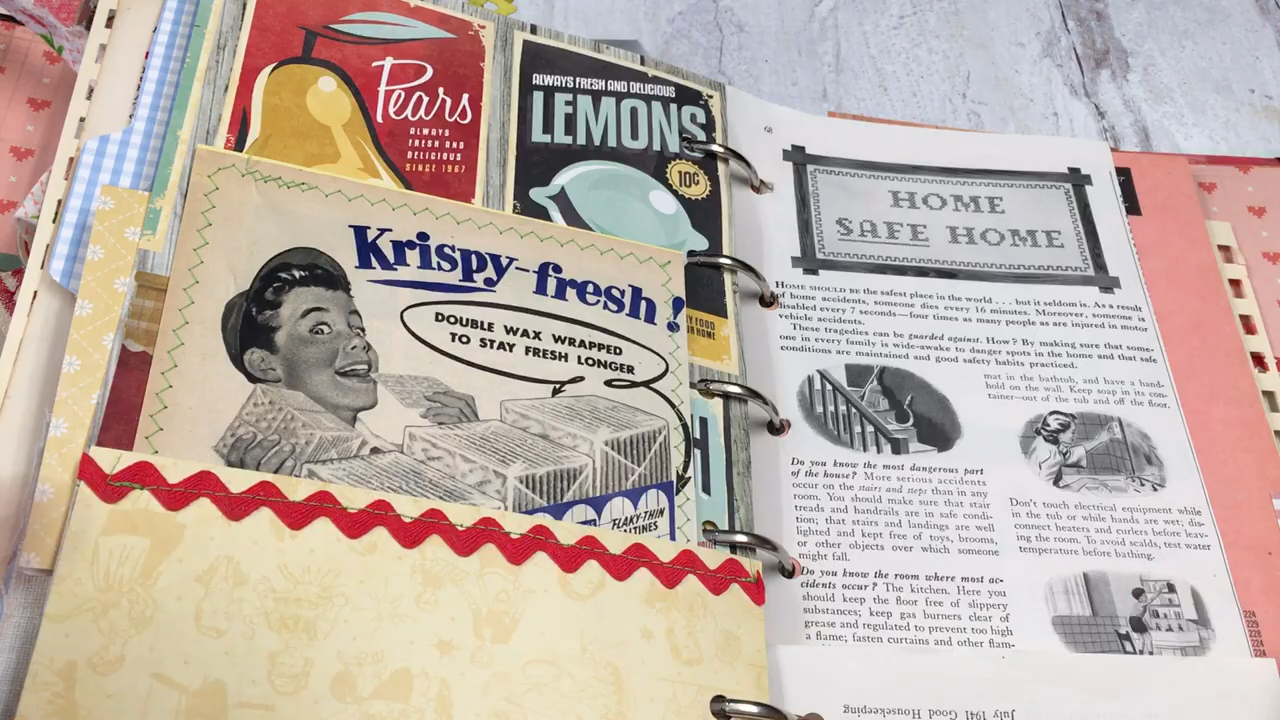 Pears
ALWAYS
FRESH AND
DELICIOUS
SINCE 1967
ALWAYS FRESH AND DELICIOUS
LEMONS
10¢
Krispy-fresh!
DOUBLE WAX WRAPPED
TO STAY FRESH LONGER
FLAKY-THIN
68
HOME
SAFE HOME
HOME SHOULD BE the safest place in the world . . . but it seldom is. As a result
of home accidents, someone dies every 16 minutes. Moreover, someone is
disabled every 7 seconds—four times as many people as are injured in motor
vehicle accidents.
These tragedies can be guarded against. How? By making sure that some-
one in every family is wide-awake to danger spots in the home and that safe
conditions are maintained and good safety habits practiced.
Do you know the most dangerous part
of the house? More serious accidents
occur on the stairs and steps than in any
room. You should make sure that stair
treads and handrails are in safe condi-
tion; that stairs and landings are well
lighted and kept free of toys, brooms,
or other objects over which someone
might fall.
Do you know the room where most ac-
cidents occur? The kitchen. Here you
should keep the floor free of slippery
substances; keep gas burners clear of
grease and regulated to prevent too high
a flame; fasten curtains and other flam-
mat in the bathtub, and have a hand-
hold on the wall. Keep soap in its con-
tainer—out of the tub and off the floor.
Don't touch electrical equipment while
in the tub or while hands are wet; dis-
connect heaters and curlers before leav-
ing the room. To avoid scalds, test water
temperature before bathing.
July 1941 Good Housekeeping
224
229
228
224
224